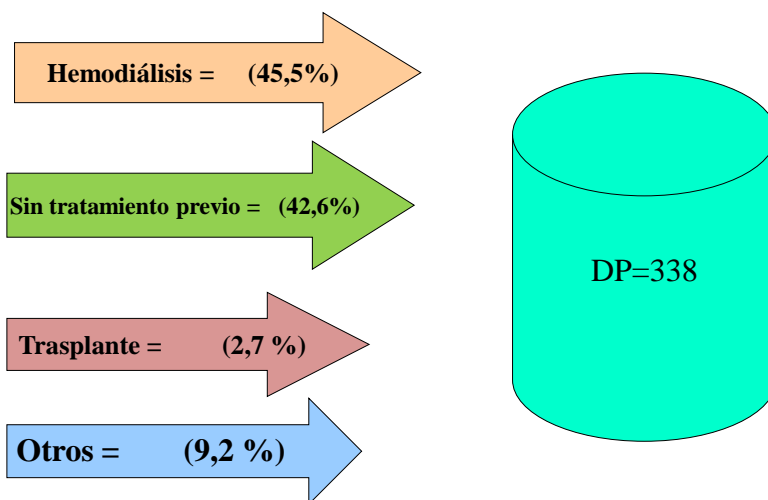 Hemodiálisis = (45,5%)
Sin tratamiento previo = (42,6%)
DP=338
Trasplante = (2,7 %)
Otros = (9,2 %)